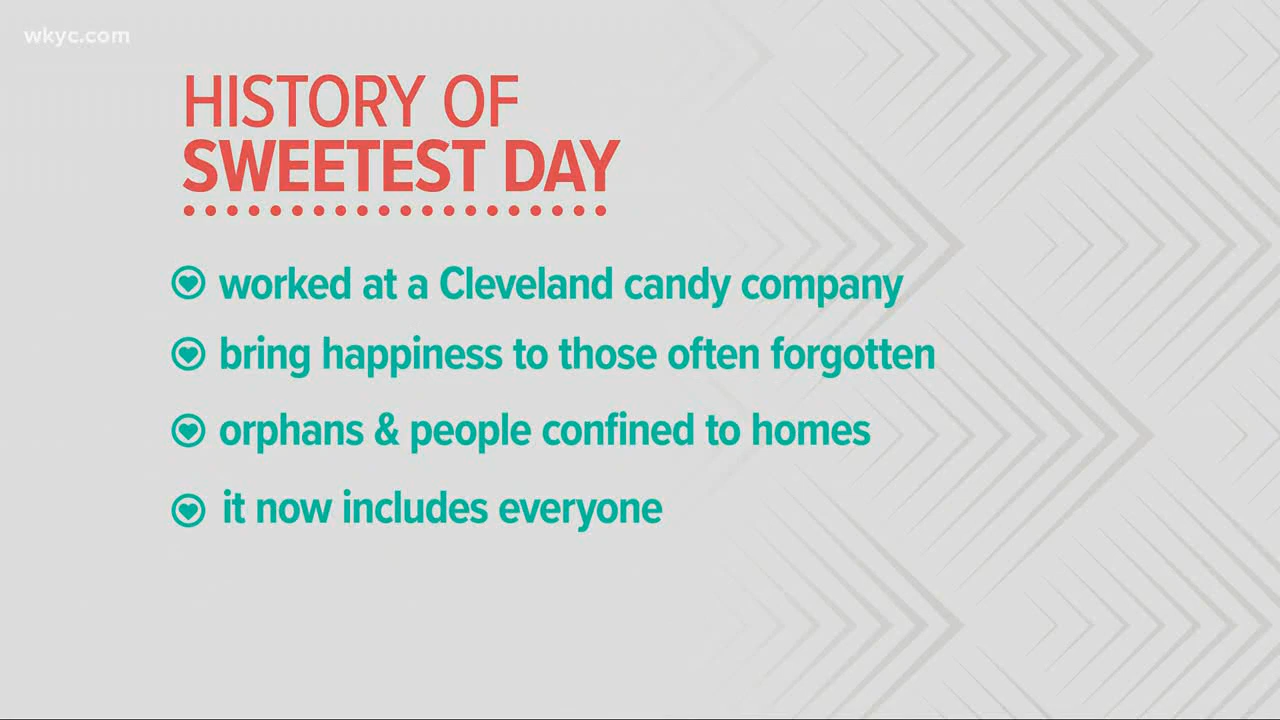 wkyc.com
HISTORY OF
SWEETEST DAY
worked at a Cleveland candy company
bring happiness to those often forgotten
orphans & people confined to homes
it now includes everyone